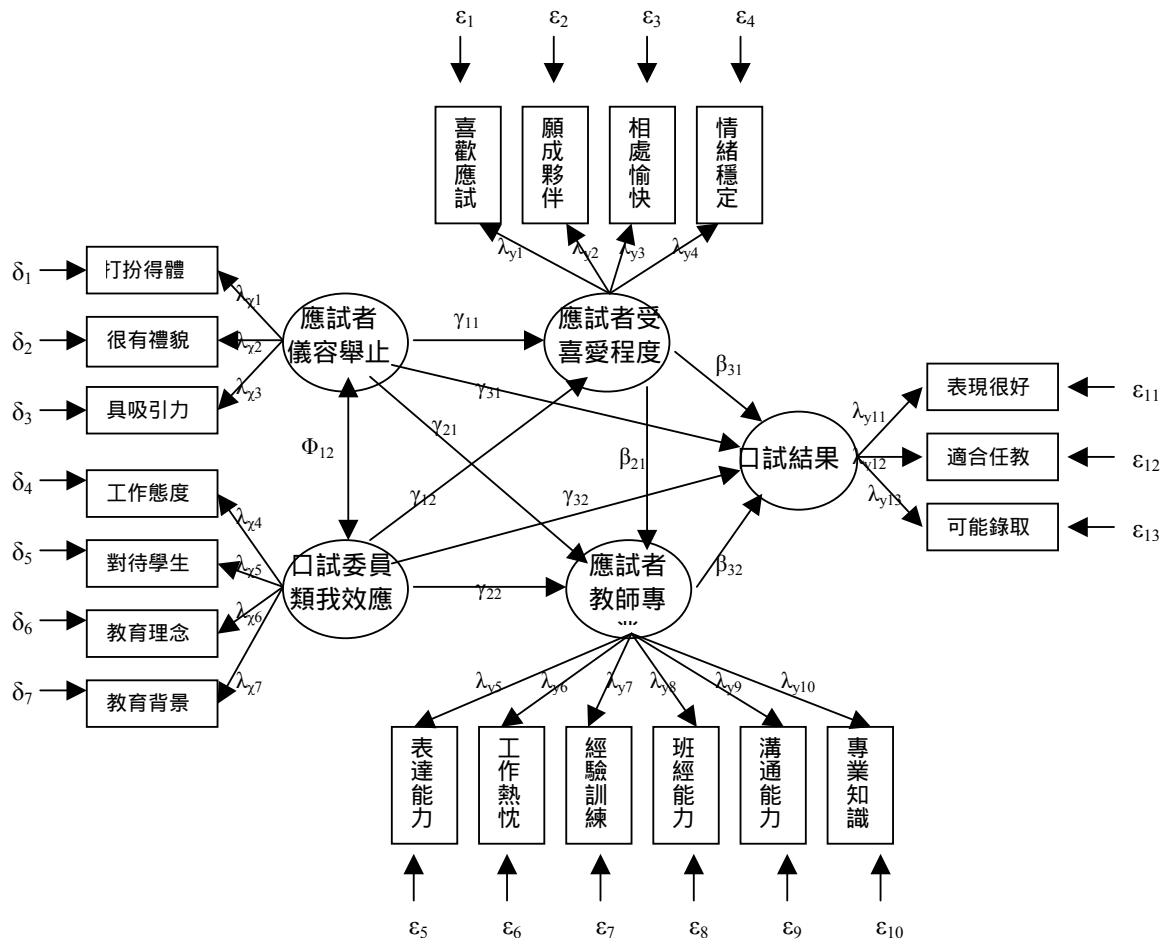 ε1
ε2
ε3
ε4
喜歡應試
願成夥伴
相處愉快
情緒穩定
λy1
λy2
λy3
λy4
δ1
打扮得體
λχ1
δ2
很有禮貌
λχ2
δ3
具吸引力
λχ3
應試者
儀容舉止
γ11
應試者受
喜愛程度
β31
γ31
γ21
Φ12
β21
口試結果
λy11
表現很好
ε11
λy12
適合任教
ε12
λy13
可能錄取
ε13
δ4
工作態度
λχ4
δ5
對待學生
λχ5
δ6
教育理念
λχ6
δ7
教育背景
λχ7
γ12
γ32
口試委員
類我效應
γ22
應試者
教師專
β32
λy5
λy6
λy7
λy8
λy9
λy10
表達能力
工作熱忱
經驗訓練
班經能力
溝通能力
專業知識
ε5
ε6
ε7
ε8
ε9
ε10